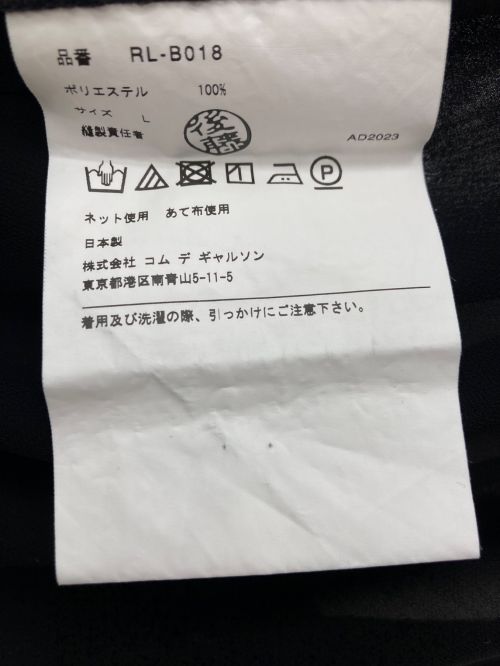 品番 RL-B018
ポリエステル 100%
サイズ L
縫製責任者 後藤 AD2023
P
ネット使用 あて布使用
日本製
株式会社 コム デ ギャルソン
東京都港区南青山5-11-5
着用及び洗濯の際、引っかけにご注意下さい。